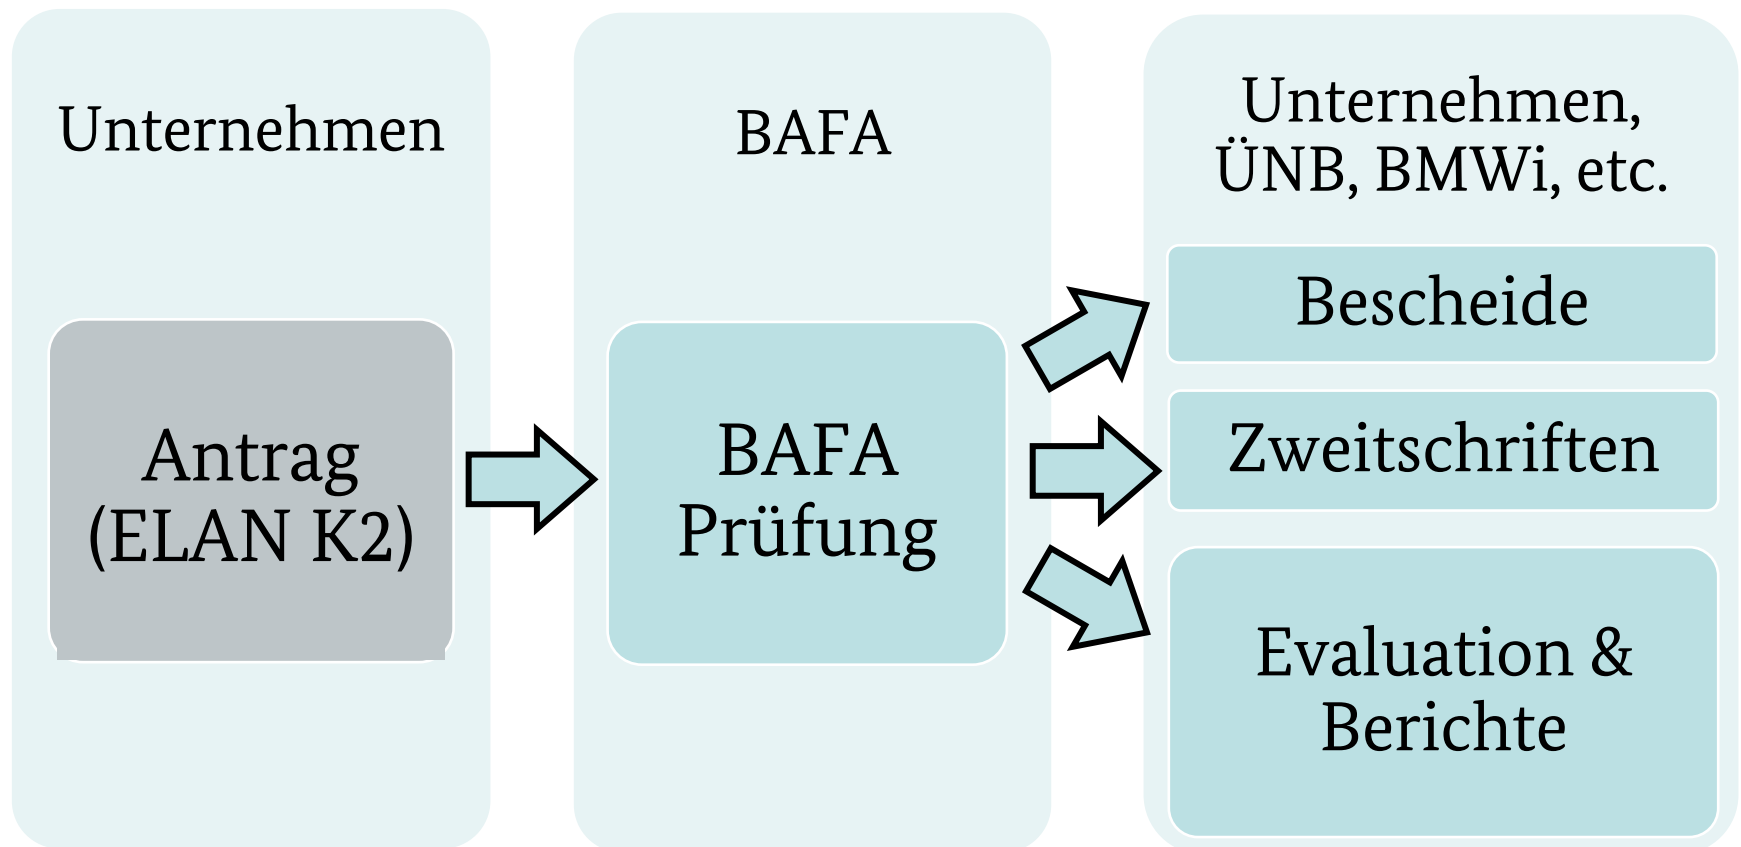 Unternehmen
Antrag
(ELAN K2)
BAFA
BAFA
Prüfung
Unternehmen,
ÜNB, BMWi, etc.
Bescheide
Zweitschriften
Evaluation &
Berichte